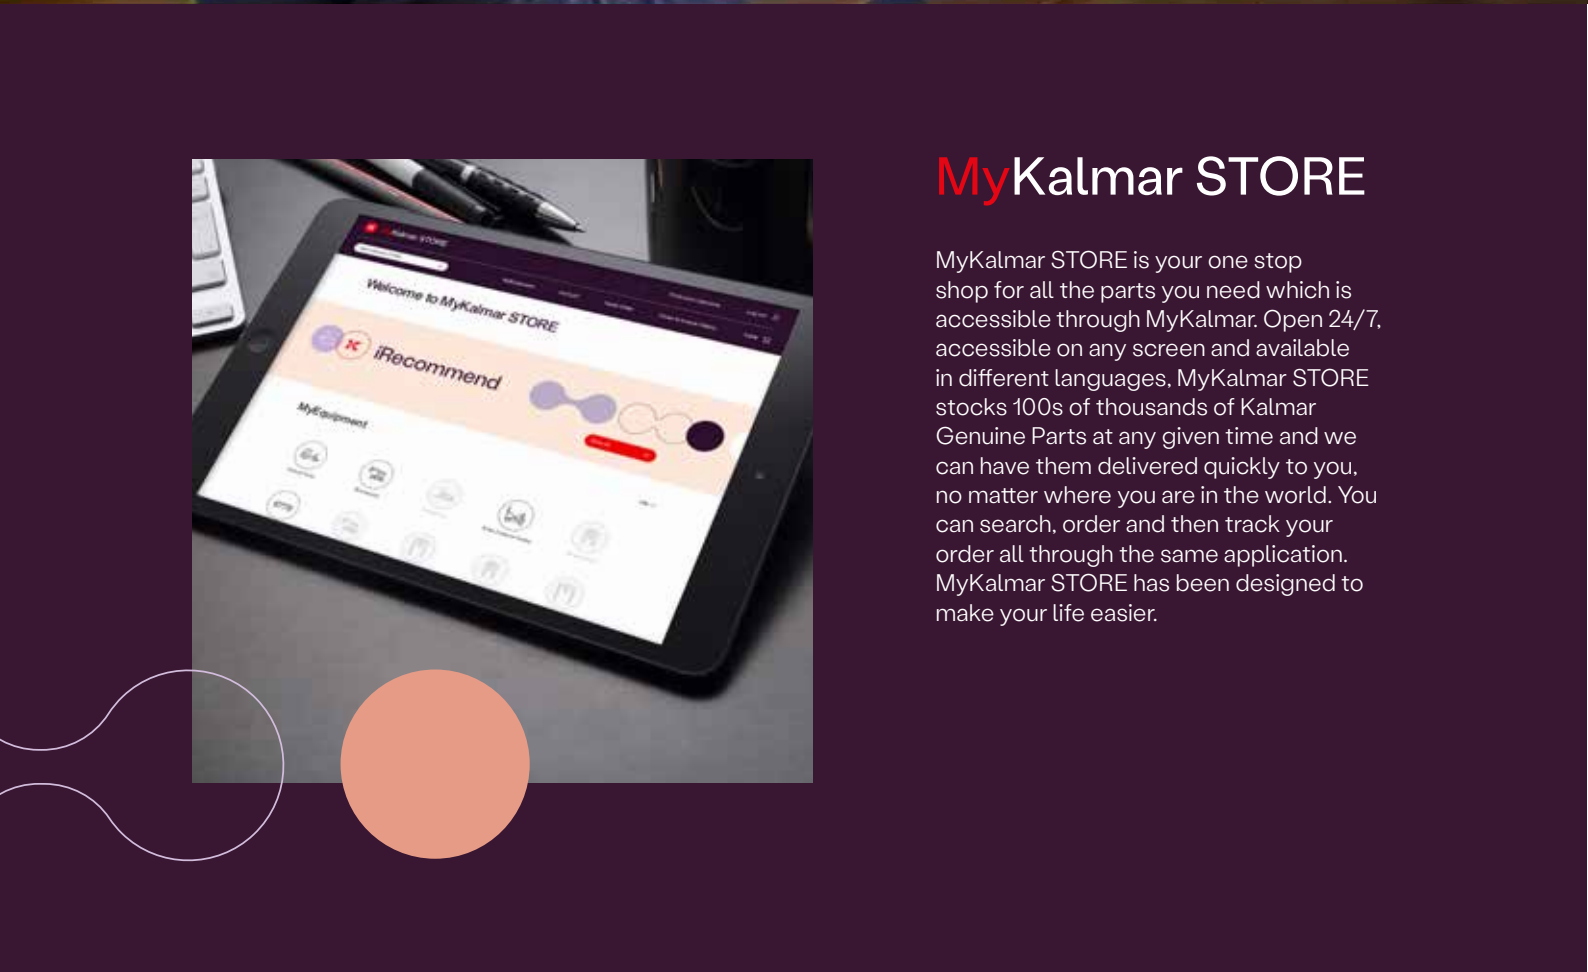 MyKalmar STORE
MyKalmar STORE is your one stop
shop for all the parts you need which is
accessible through MyKalmar. Open 24/7,
accessible on any screen and available
in different languages, MyKalmar STORE
stocks 100s of thousands of Kalmar
Genuine Parts at any given time and we
can have them delivered quickly to you,
no matter where you are in the world. You
can search, order and then track your
order all through the same application.
MyKalmar STORE has been designed to
make your life easier.
MyKalmar STORE
Welcome to MyKalmar STORE
iRecommend
MyEquipment